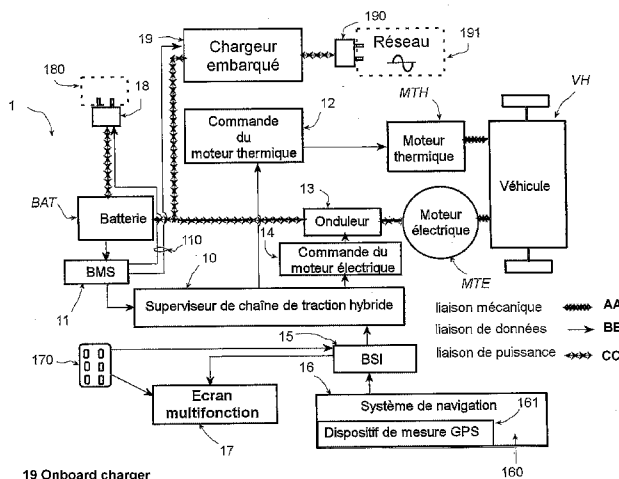 190
19
Chargeur
embarqué
Réseau
191
180
18
1
12
MTH
VH
Commande
du
moteur thermique
Moteur
thermique
Véhicule
13
BAT
Batterie
Onduleur
Moteur
électrique
14
110
Commande du
moteur électrique
MTE
BMS
10
11
Superviseur de chaîne de traction hybride
liaison mécanique AA
liaison de données BB
liaison de puissance CC
15
170
BSI
16
Ecran
multifonction
17
Système de navigation
161
Dispositif de mesure GPS
160
19 Onboard charger